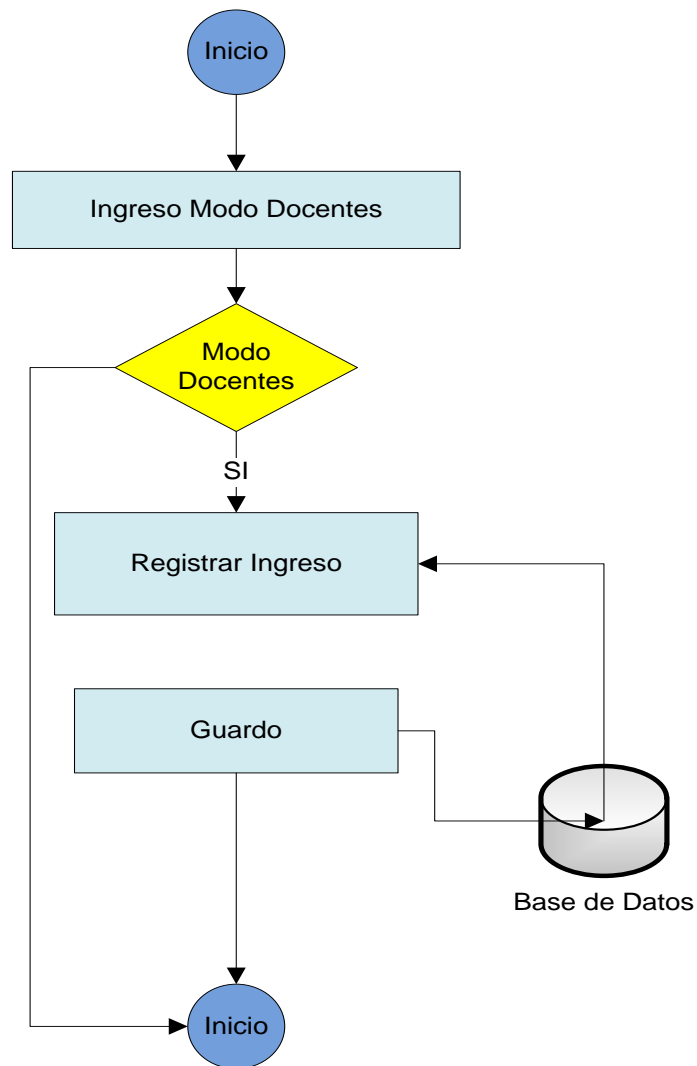 Inicio
Ingreso Modo Docentes
Modo
Docentes
SI
Registrar Ingreso
Guardo
Base de Datos
Inicio